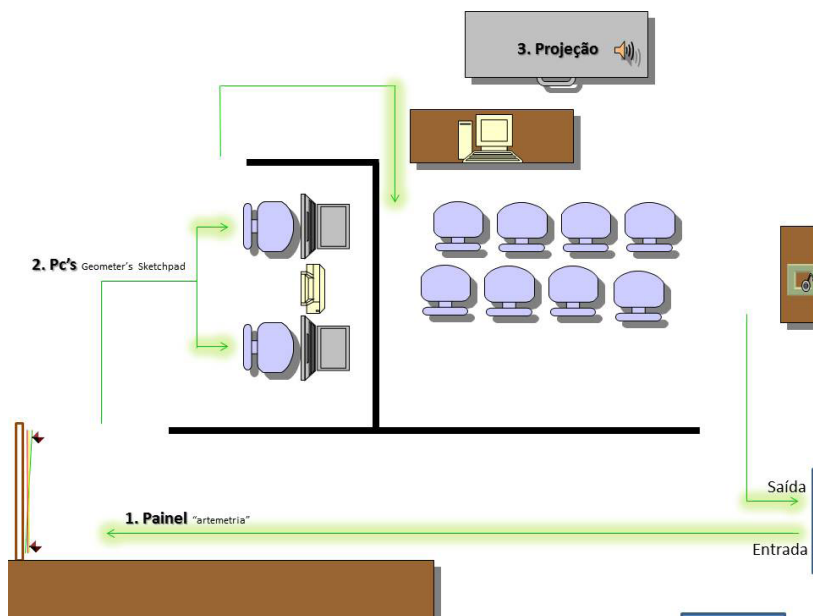 3. Projeção
2. Pc's Geometer's Sketchpad
Saída
1. Painel "artemetria"
Entrada